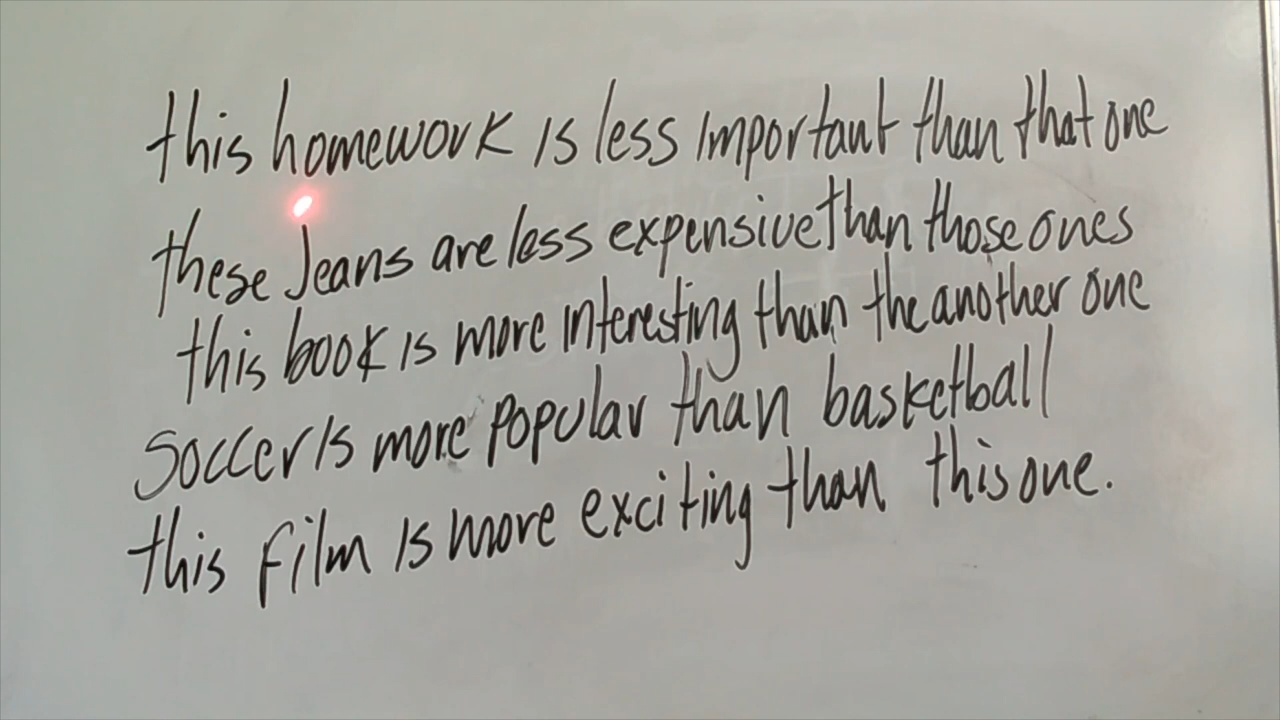 this homework is less important than that one
these Jeans are less expensive than those ones
this book is more interesting than the another one
Soccer is more popular than basketball
this film is more exciting than this one.